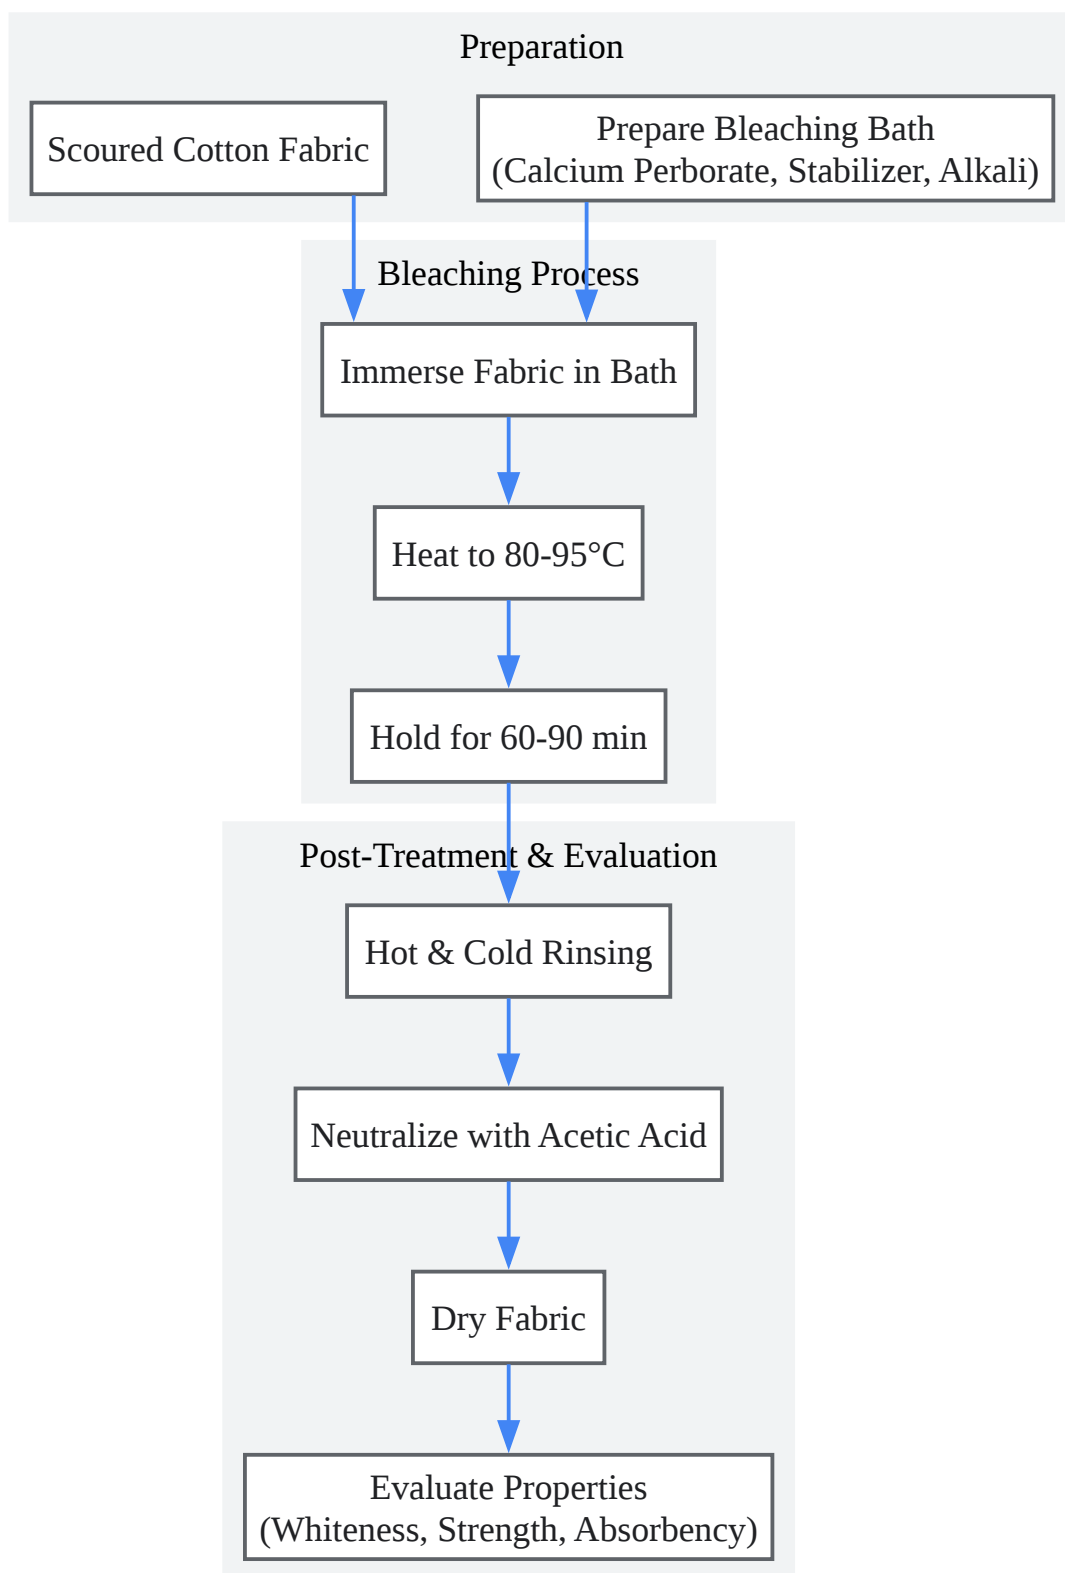 Preparation
Scoured Cotton Fabric
Prepare Bleaching Bath
(Calcium Perborate, Stabilizer, Alkali)
Bleaching Process
Immerse Fabric in Bath
Heat to 80-95°C
Hold for 60-90 min
Post-Treatment & Evaluation
Hot & Cold Rinsing
Neutralize with Acetic Acid
Dry Fabric
Evaluate Properties
(Whiteness, Strength, Absorbency)